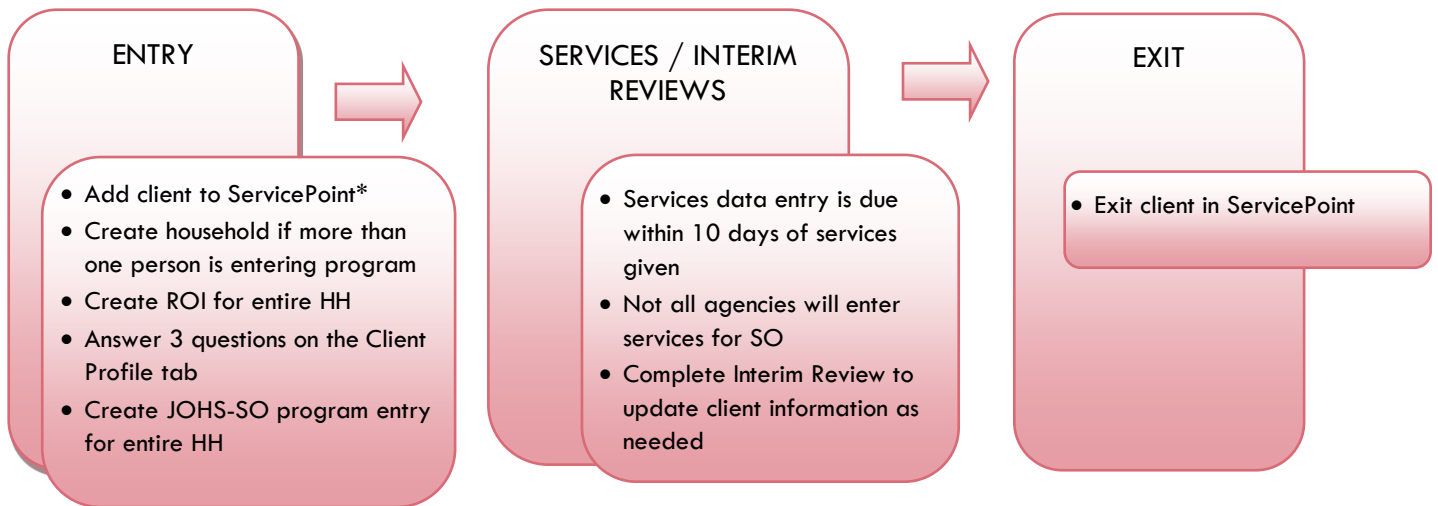 ENTRY
• Add client to ServicePoint*
• Create household if more than
one person is entering program
• Create ROI for entire HH
• Answer 3 questions on the Client
Profile tab
• Create JOHS-SO program entry
for entire HH
SERVICES / INTERIM
REVIEWS
• Services data entry is due
within 10 days of services
given
• Not all agencies will enter
services for SO
• Complete Interim Review to
update client information as
needed
EXIT
• Exit client in ServicePoint